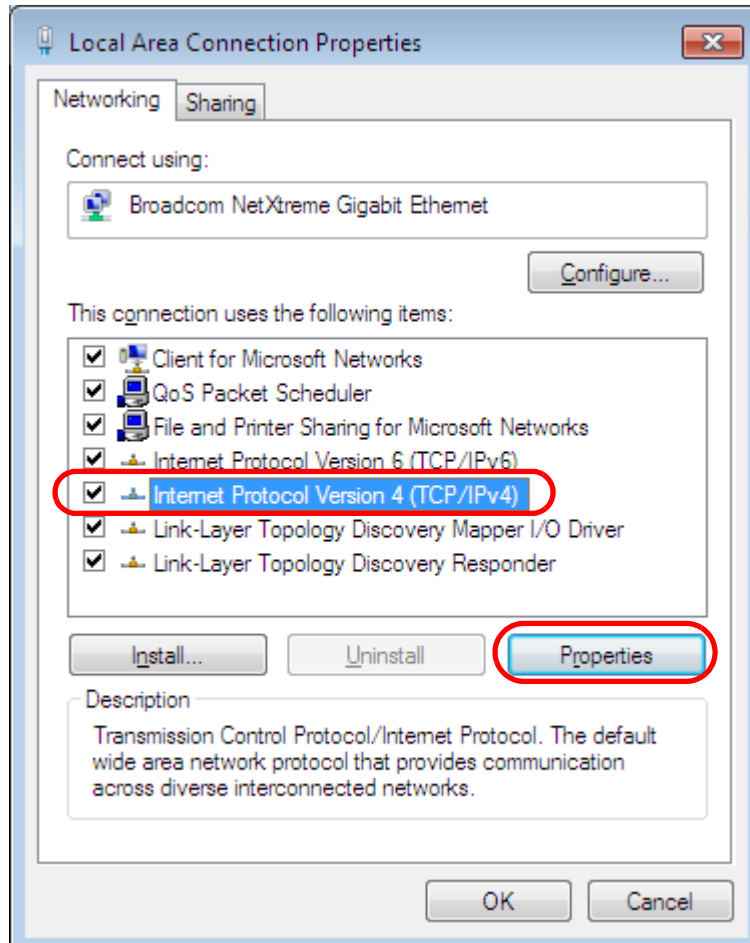 Local Area Connection Properties
Networking
Sharing
Connect using:
Broadcom NetXtreme Gigabit Ethernet
Configure...
This connection uses the following items:
Client for Microsoft Networks
QoS Packet Scheduler
File and Printer Sharing for Microsoft Networks
Internet Protocol Version 6 (TCP/IPv6)
Internet Protocol Version 4 (TCP/IPv4)
Link-Layer Topology Discovery Mapper I/O Driver
Link-Layer Topology Discovery Responder
Install...
Uninstall
Properties
Description
Transmission Control Protocol/Internet Protocol. The default
wide area network protocol that provides communication
across diverse interconnected networks.
OK
Cancel